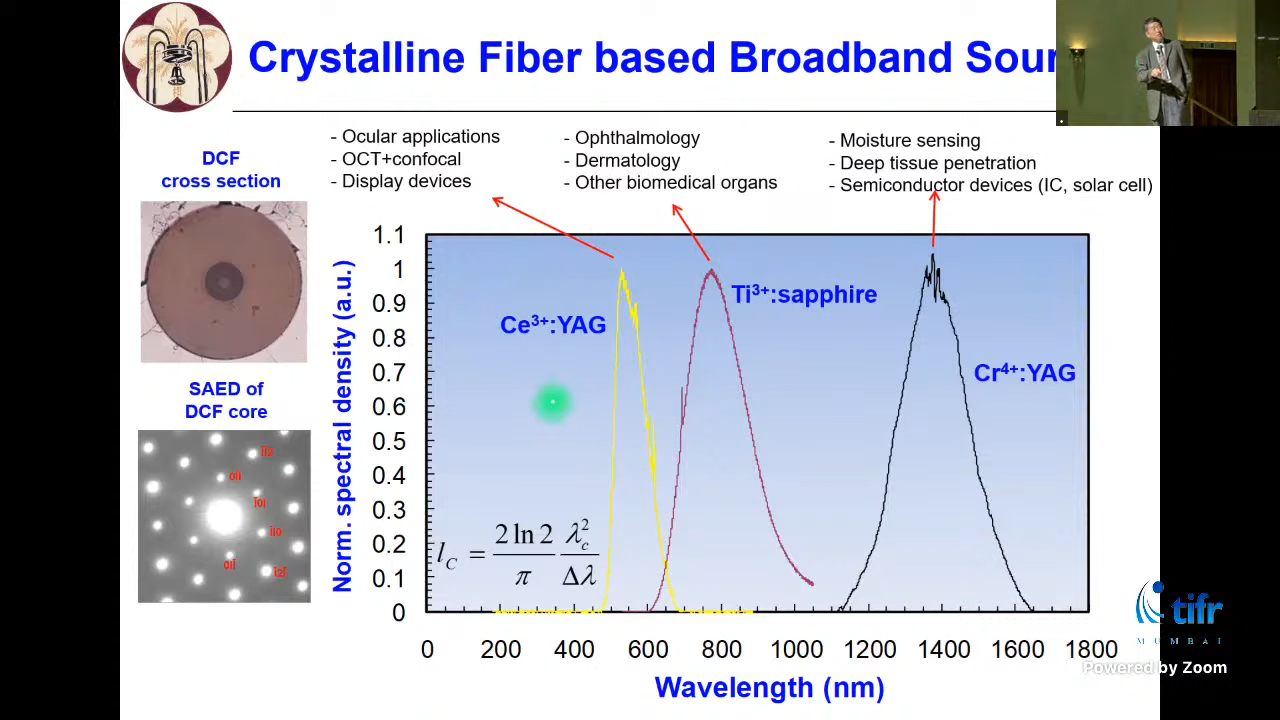 Crystalline Fiber based Broadband Sour
- Ocular applications
- OCT+confocal
- Display devices
- Ophthalmology
- Dermatology
- Other biomedical organs
- Moisture sensing
- Deep tissue penetration
- Semiconductor devices (IC, solar cell)
DCF
cross section
SAED of
DCF core
Norm. spectral density (a.u.)
1.1
1
0.9
0.8
0.7
0.6
0.5
0.4
0.3
0.2
0.1
0
Ce³⁺:YAG
Ti³⁺:sapphire
Cr⁴⁺:YAG
l_C = 2 ln 2 / π λ_c² / Δλ
0 200 400 600 800 1000 1200 1400 1600 1800
Wavelength (nm)
tifr
MUMBAI
Powered by Zoom